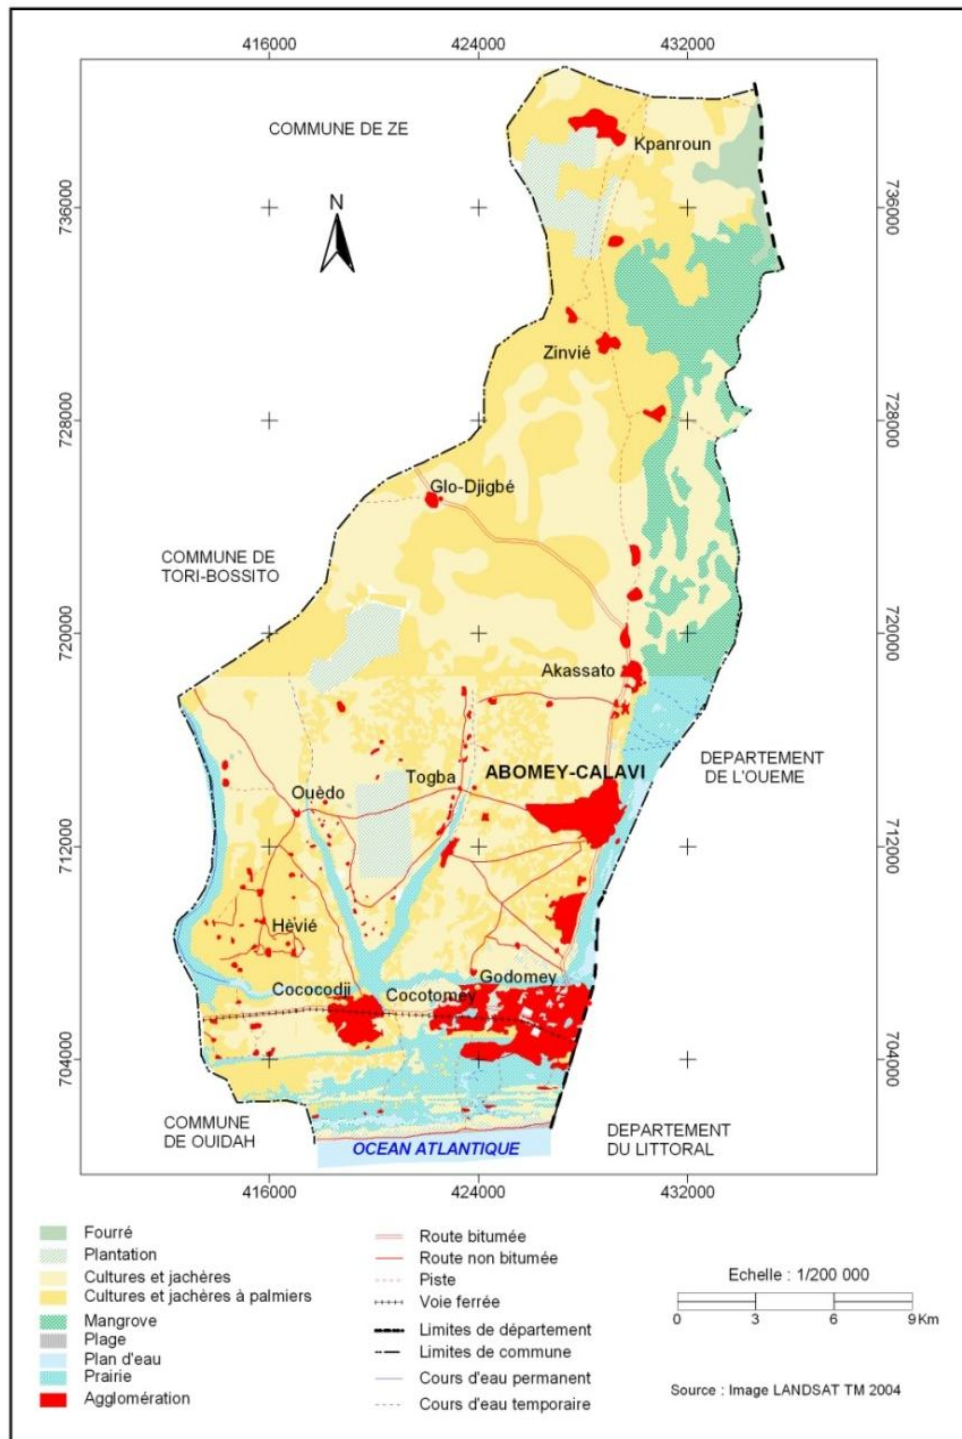 416000 424000 432000
COMMUNE DE ZE
Kpanroun
N
736000 736000
Zinvié
728000 728000
Glo-Djigbé
COMMUNE DE
TORI-BOSSITO
720000 720000
Akassato
DEPARTEMENT
DE L'OUEME
ABOMEY-CALAVI
Togba
Ouèdo
712000 712000
Hèvié
Godomey
Cococodji
Cocotomey
704000 704000
COMMUNE
DE OUIDAH
DEPARTEMENT
DU LITTORAL
OCEAN ATLANTIQUE
416000 424000 432000
Fourré
Plantation
Cultures et jachères
Cultures et jachères à palmiers
Mangrove
Plage
Plan d'eau
Prairie
Agglomération
Route bitumée
Route non bitumée
Piste
Voie ferrée
Limites de département
Limites de commune
Cours d'eau permanent
Cours d'eau temporaire
Echelle : 1/200 000
0 3 6 9 Km
Source : Image LANDSAT TM 2004